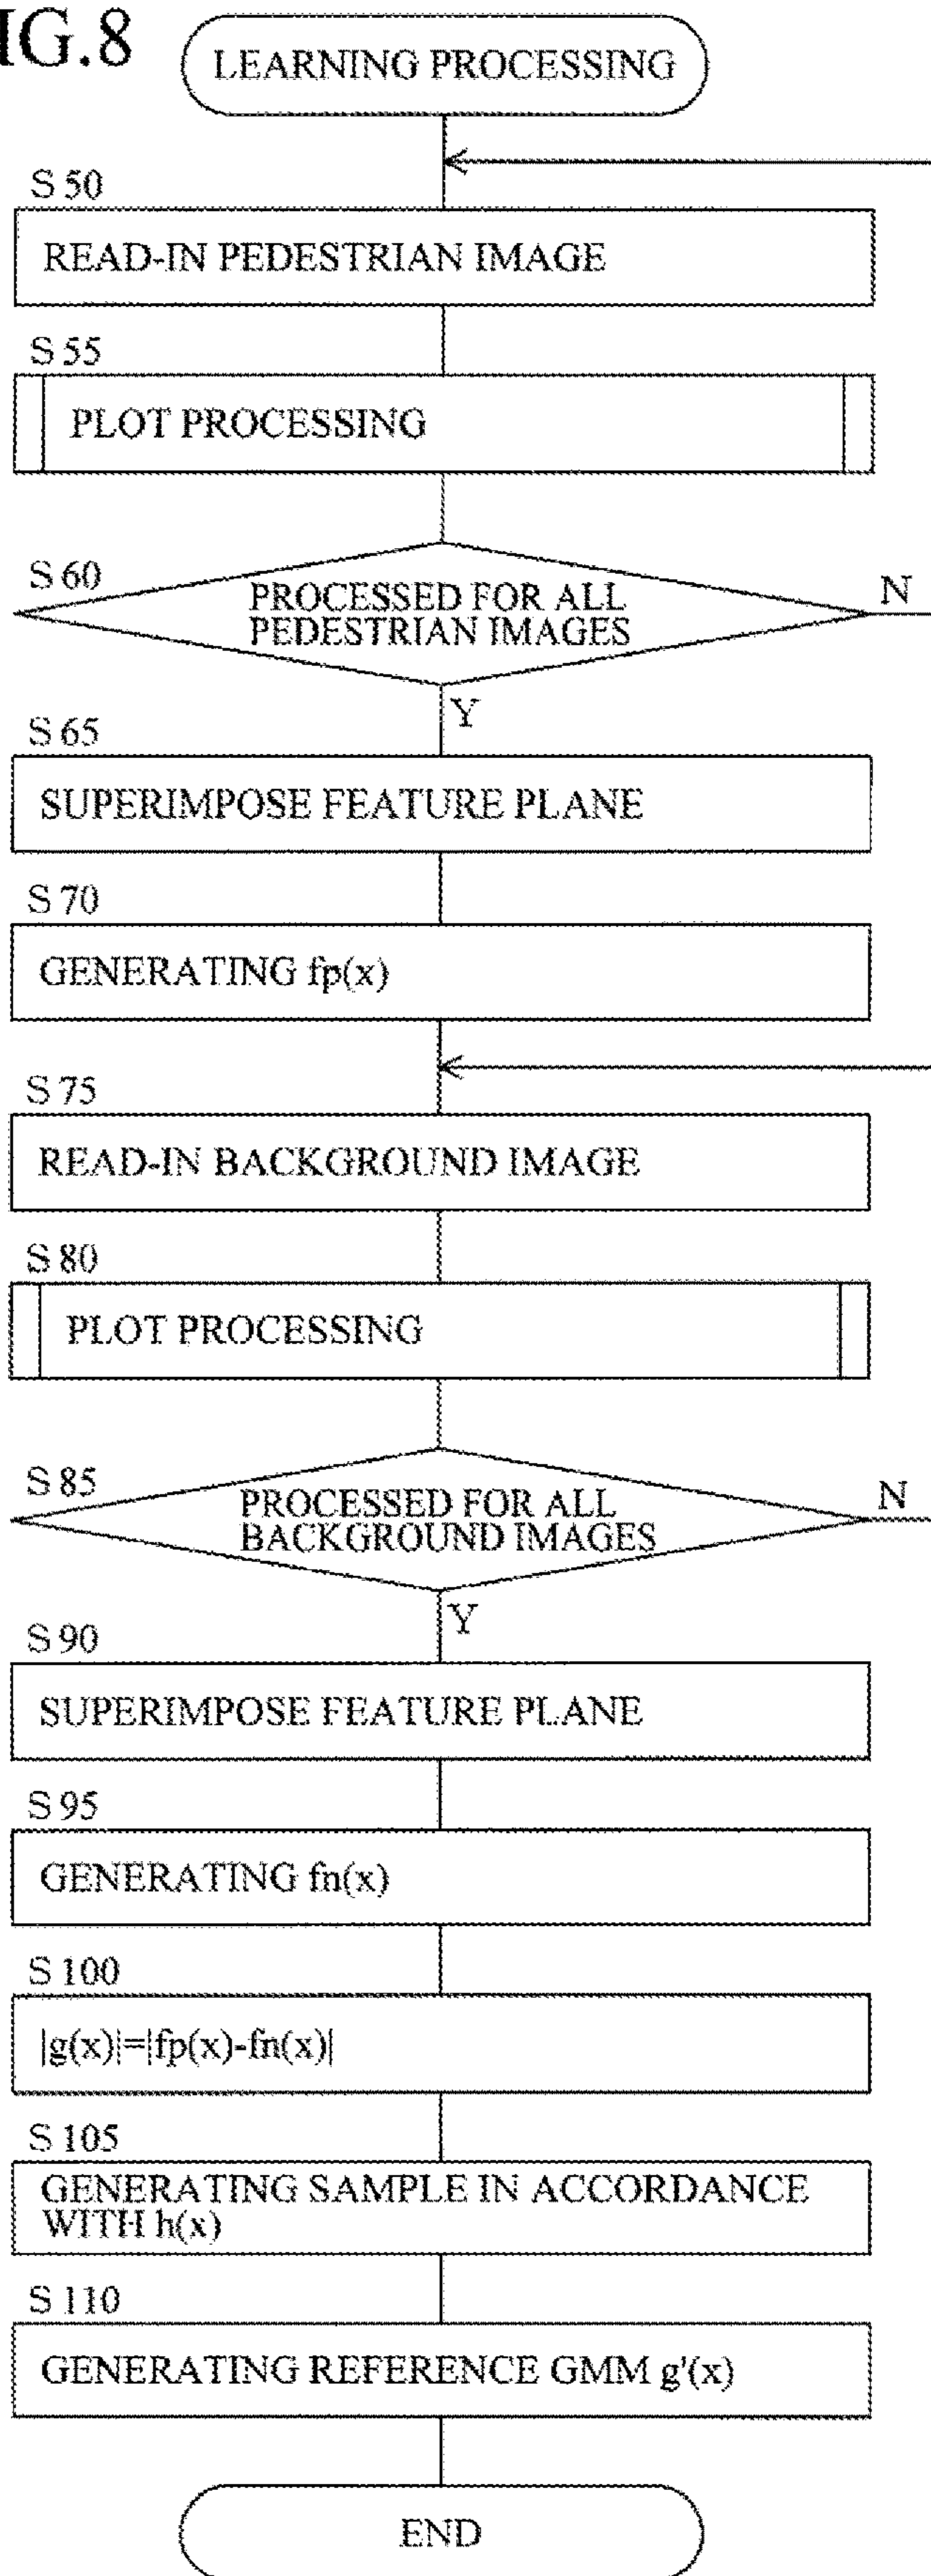 IG.8
LEARNING PROCESSING
S 50
READ-IN PEDESTRIAN IMAGE
S 55
PLOT PROCESSING
S 60
PROCESSED FOR ALL
PEDESTRIAN IMAGES
N
Y
S 65
SUPERIMPOSE FEATURE PLANE
S 70
GENERATING fp(x)
S 75
READ-IN BACKGROUND IMAGE
S 80
PLOT PROCESSING
S 85
PROCESSED FOR ALL
BACKGROUND IMAGES
N
Y
S 90
SUPERIMPOSE FEATURE PLANE
S 95
GENERATING fn(x)
S 100
|g(x)|=|fp(x)-fn(x)|
S 105
GENERATING SAMPLE IN ACCORDANCE
WITH h(x)
S 110
GENERATING REFERENCE GMM g'(x)
END